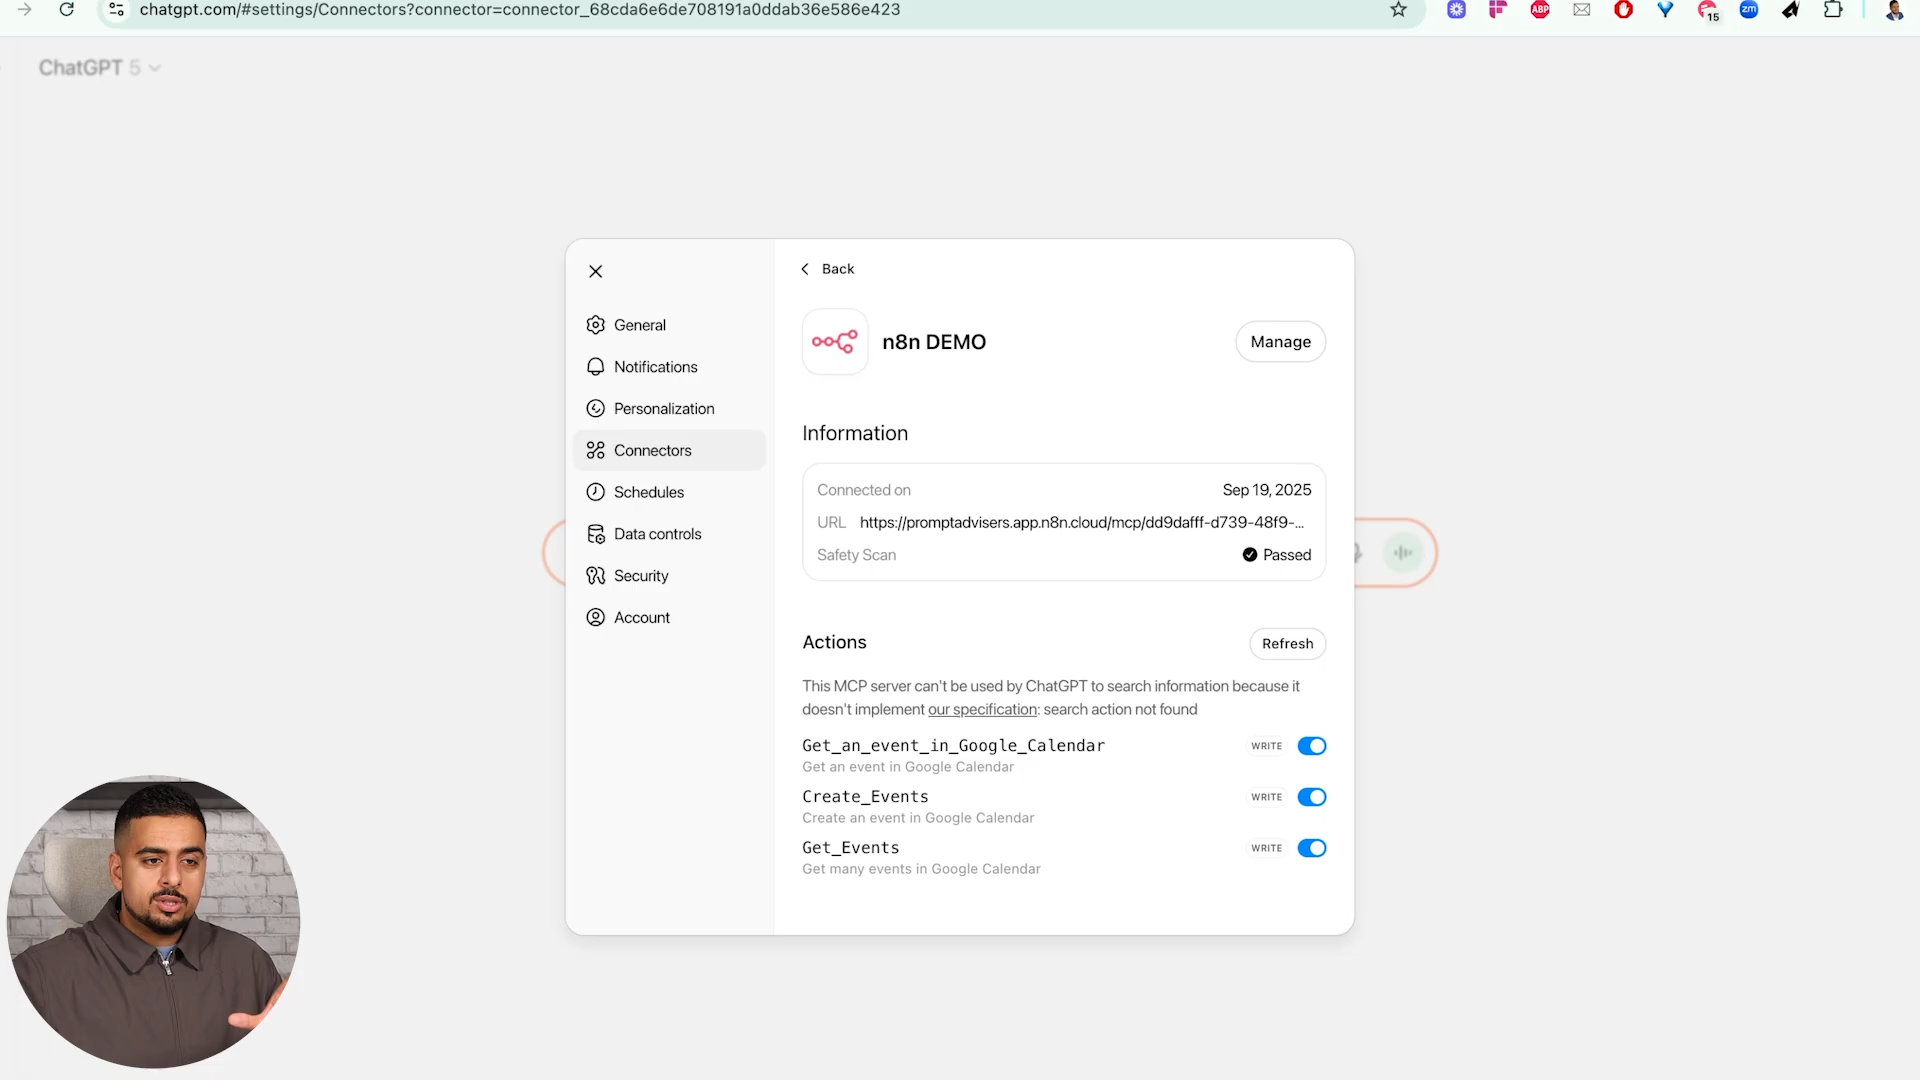 chatgpt.com/#settings/Connectors?connector=connector_68cda6e6de708191a0ddab36e586e423
ABP
15
zm
ChatGPT 5
Back
General
Notifications
Personalization
Connectors
Schedules
Data controls
Security
Account
n8n DEMO
Manage
Information
Connected on Sep 19, 2025
URL https://promptadvisers.app.n8n.cloud/mcp/dd9dafff-d739-48f9-...
Safety Scan Passed
Actions
Refresh
This MCP server can't be used by ChatGPT to search information because it
doesn't implement our specification: search action not found
Get_an_event_in_Google_Calendar WRITE
Get an event in Google Calendar
Create_Events WRITE
Create an event in Google Calendar
Get_Events WRITE
Get many events in Google Calendar